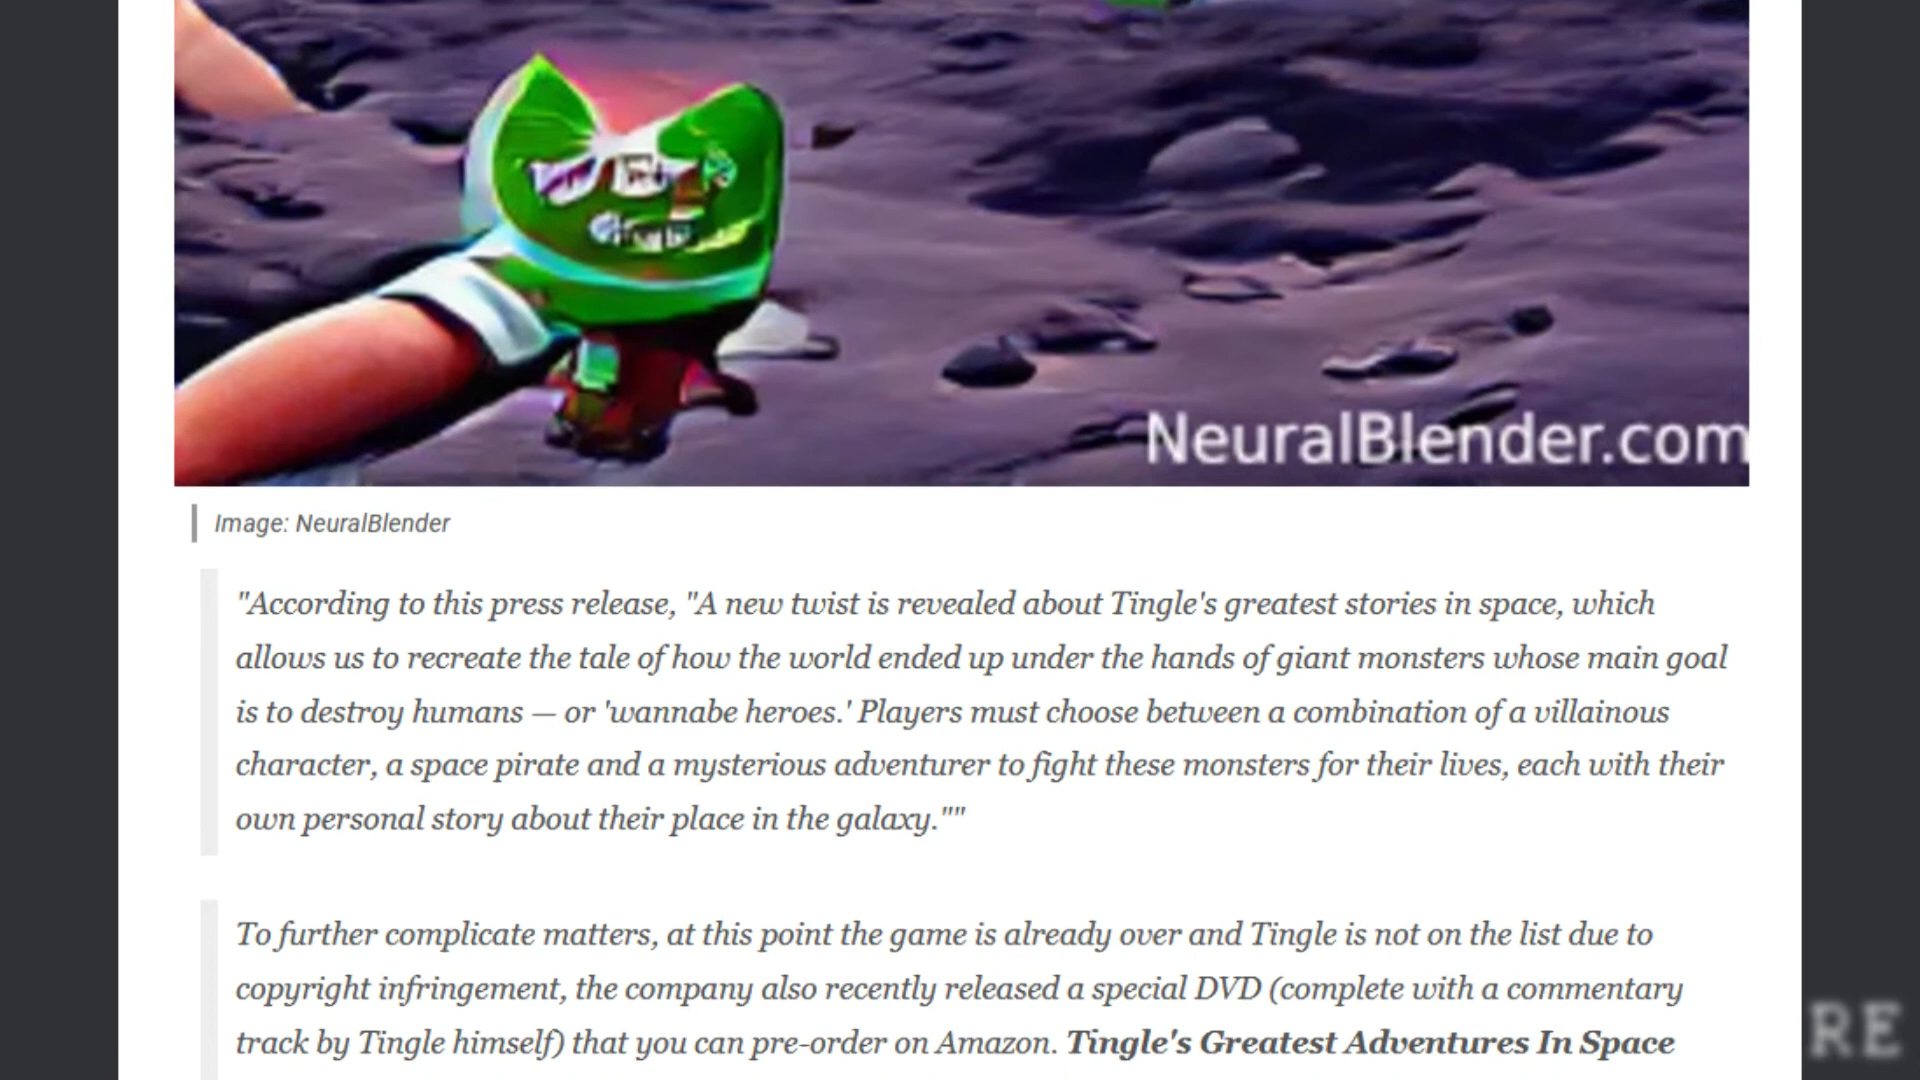 NeuralBlender.com
Image: NeuralBlender
"According to this press release, "A new twist is revealed about Tingle's greatest stories in space, which
allows us to recreate the tale of how the world ended up under the hands of giant monsters whose main goal
is to destroy humans — or 'wannabe heroes.' Players must choose between a combination of a villainous
character, a space pirate and a mysterious adventurer to fight these monsters for their lives, each with their
own personal story about their place in the galaxy.""
To further complicate matters, at this point the game is already over and Tingle is not on the list due to
copyright infringement, the company also recently released a special DVD (complete with a commentary
track by Tingle himself) that you can pre-order on Amazon. Tingle's Greatest Adventures In Space
RE